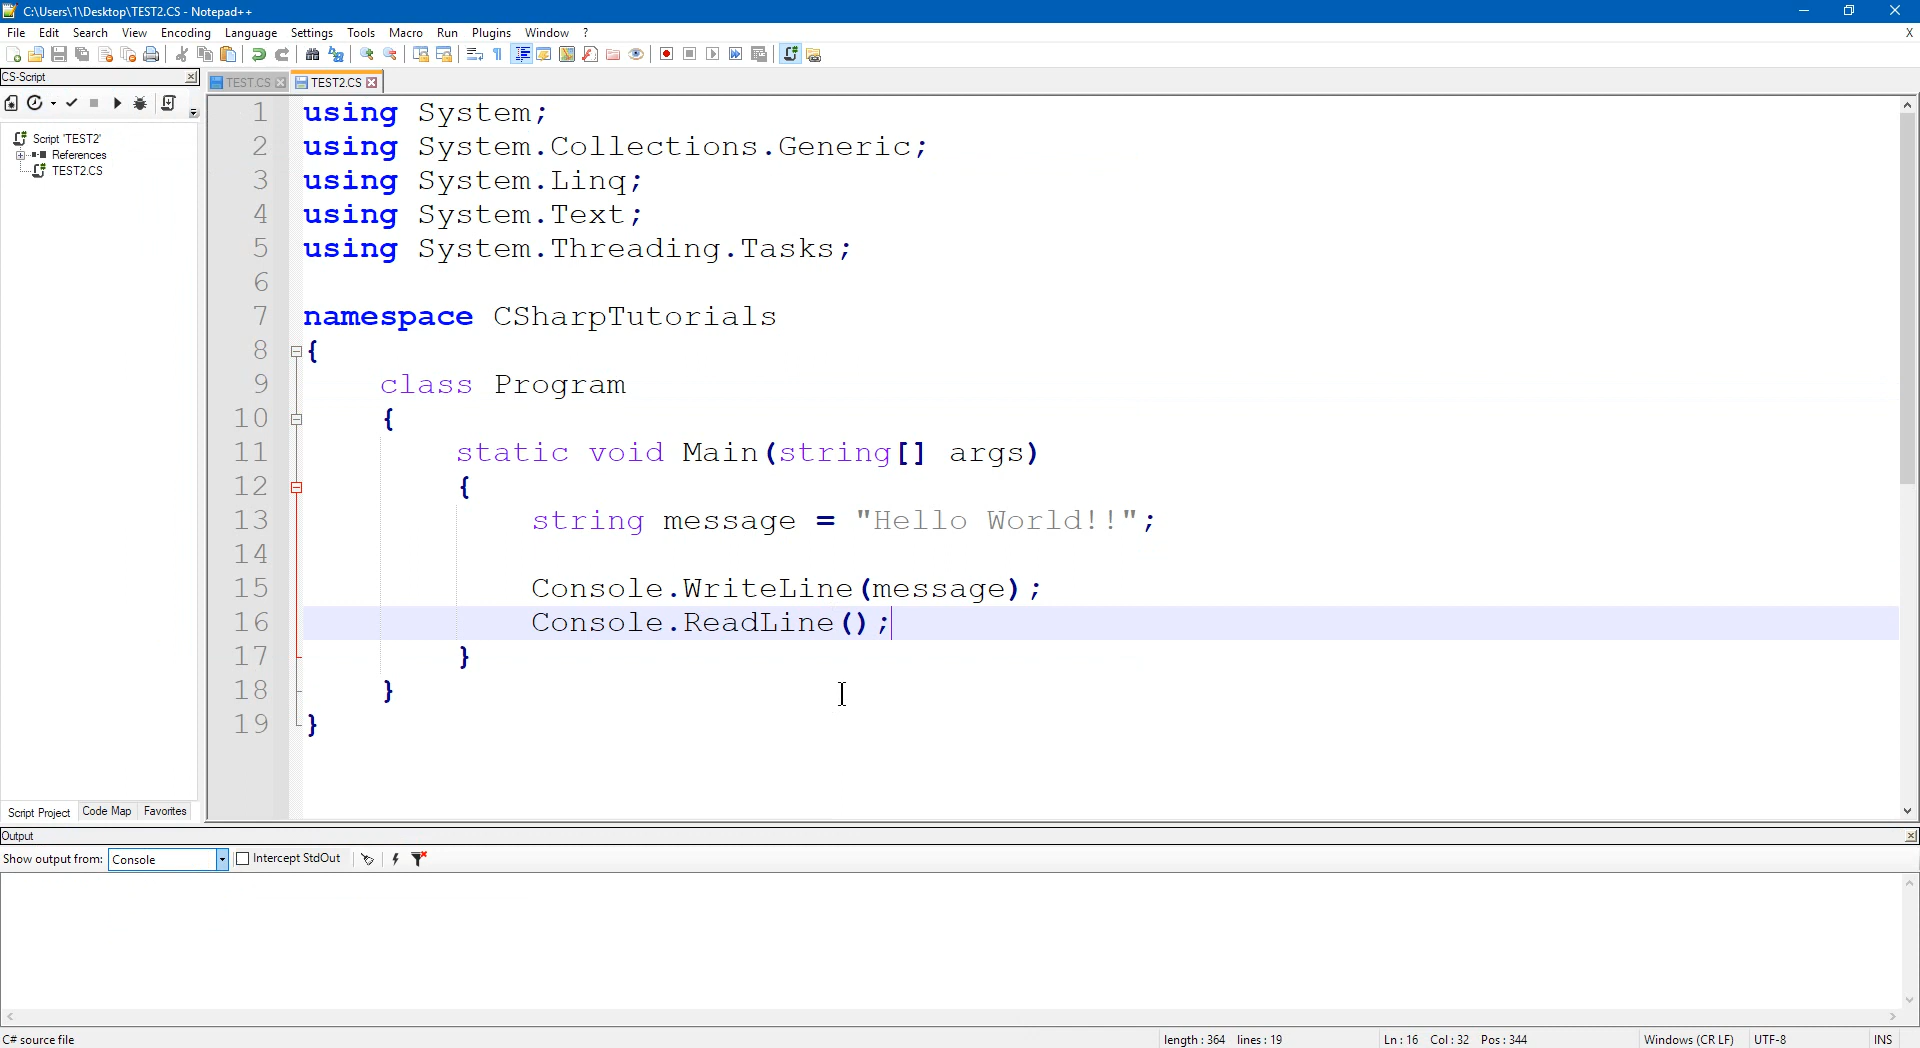 C:\Users\1\Desktop\TEST2.CS - Notepad++
File Edit Search View Encoding Language Settings Tools Macro Run Plugins Window ? X
CS-Script
TEST.CS TEST2.CS
Script 'TEST2'
References
TEST2.CS
1 using System;
2 using System.Collections.Generic;
3 using System.Linq;
4 using System.Text;
5 using System.Threading.Tasks;
6
7 namespace CSharpTutorials
8 {
9 class Program
10 {
11 static void Main(string[] args)
12 {
13 string message = "Hello World!!";
14
15 Console.WriteLine(message);
16 Console.ReadLine();
17 }
18 }
19 }
Script Project Code Map Favorites
Output
Show output from: Console Intercept StdOut
C# source file length : 364 lines : 19 Ln : 16 Col : 32 Pos : 344 Windows (CR LF) UTF-8 INS